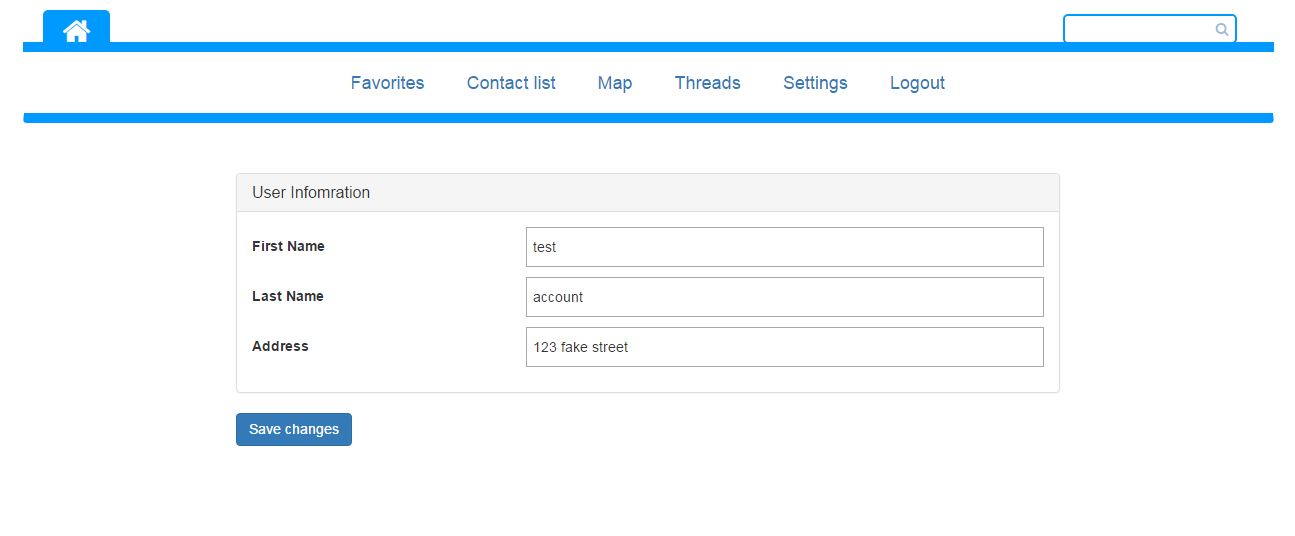 Favorites Contact list Map Threads Settings Logout
User Infomration
First Name test
Last Name account
Address 123 fake street
Save changes